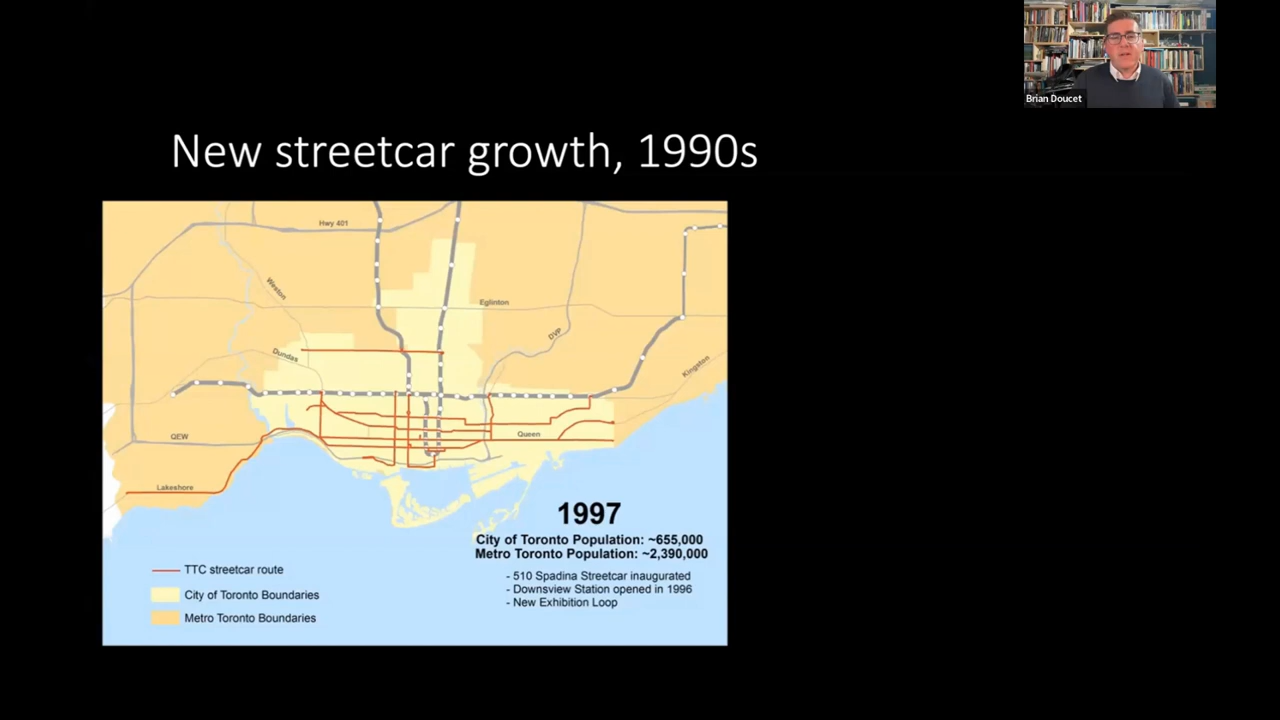 Brian Doucet
New streetcar growth, 1990s
Hwy 401
Weston
Eglinton
DVP
Dundas
Kingston
QEW
Queen
Lakeshore
1997
City of Toronto Population: ~655,000
Metro Toronto Population: ~2,390,000
- 510 Spadina Streetcar inaugurated
- Downsview Station opened in 1996
- New Exhibition Loop
TTC streetcar route
City of Toronto Boundaries
Metro Toronto Boundaries